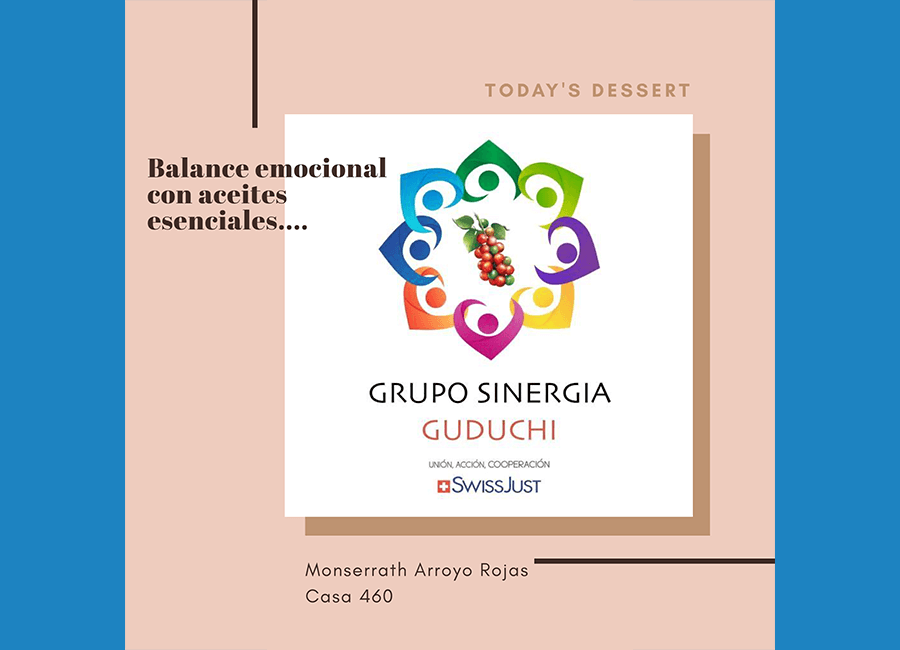 TODAY'S DESSERT
Balance emocional
con aceites
esenciales....
GRUPO SINERGIA
GUDUCHI
UNIÓN, ACCIÓN, COOPERACIÓN
SWISSJUST
Monserrath Arroyo Rojas
Casa 460